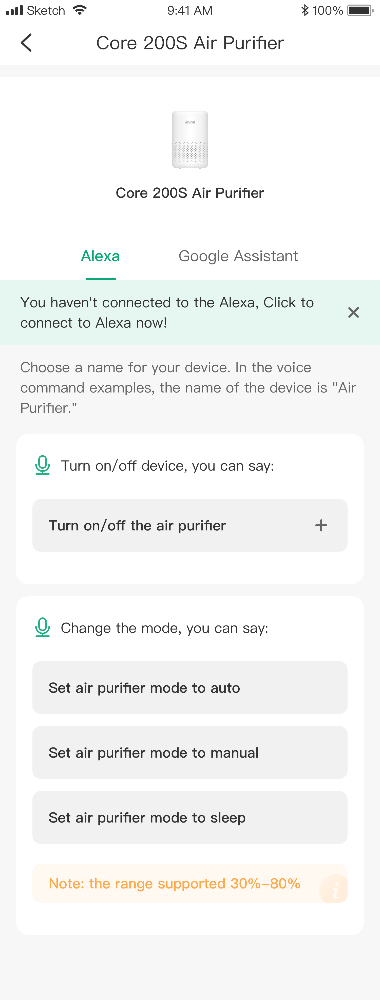 Sketch 9:41 AM 100%
Core 200S Air Purifier
levoit
Core 200S Air Purifier
Alexa Google Assistant
You haven't connected to the Alexa, Click to
connect to Alexa now!
Choose a name for your device. In the voice
command examples, the name of the device is "Air
Purifier."
Turn on/off device, you can say:
Turn on/off the air purifier
Change the mode, you can say:
Set air purifier mode to auto
Set air purifier mode to manual
Set air purifier mode to sleep
Note: the range supported 30%–80%